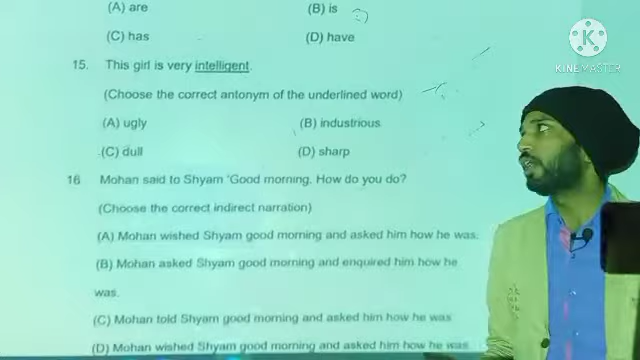 (A) are (B) is
(C) has (D) have
KINEMASTER
15. This girl is very intelligent.
(Choose the correct antonym of the underlined word)
(A) ugly (B) industrious
(C) dull (D) sharp
16 Mohan said to Shyam 'Good morning. How do you do?
(Choose the correct indirect narration)
(A) Mohan wished Shyam good morning and asked him how he was.
(B) Mohan asked Shyam good morning and enquired him how he
was.
(C) Mohan told Shyam good morning and asked him how he was
(D) Mohan wished Shyam good morning and asked him how he was.